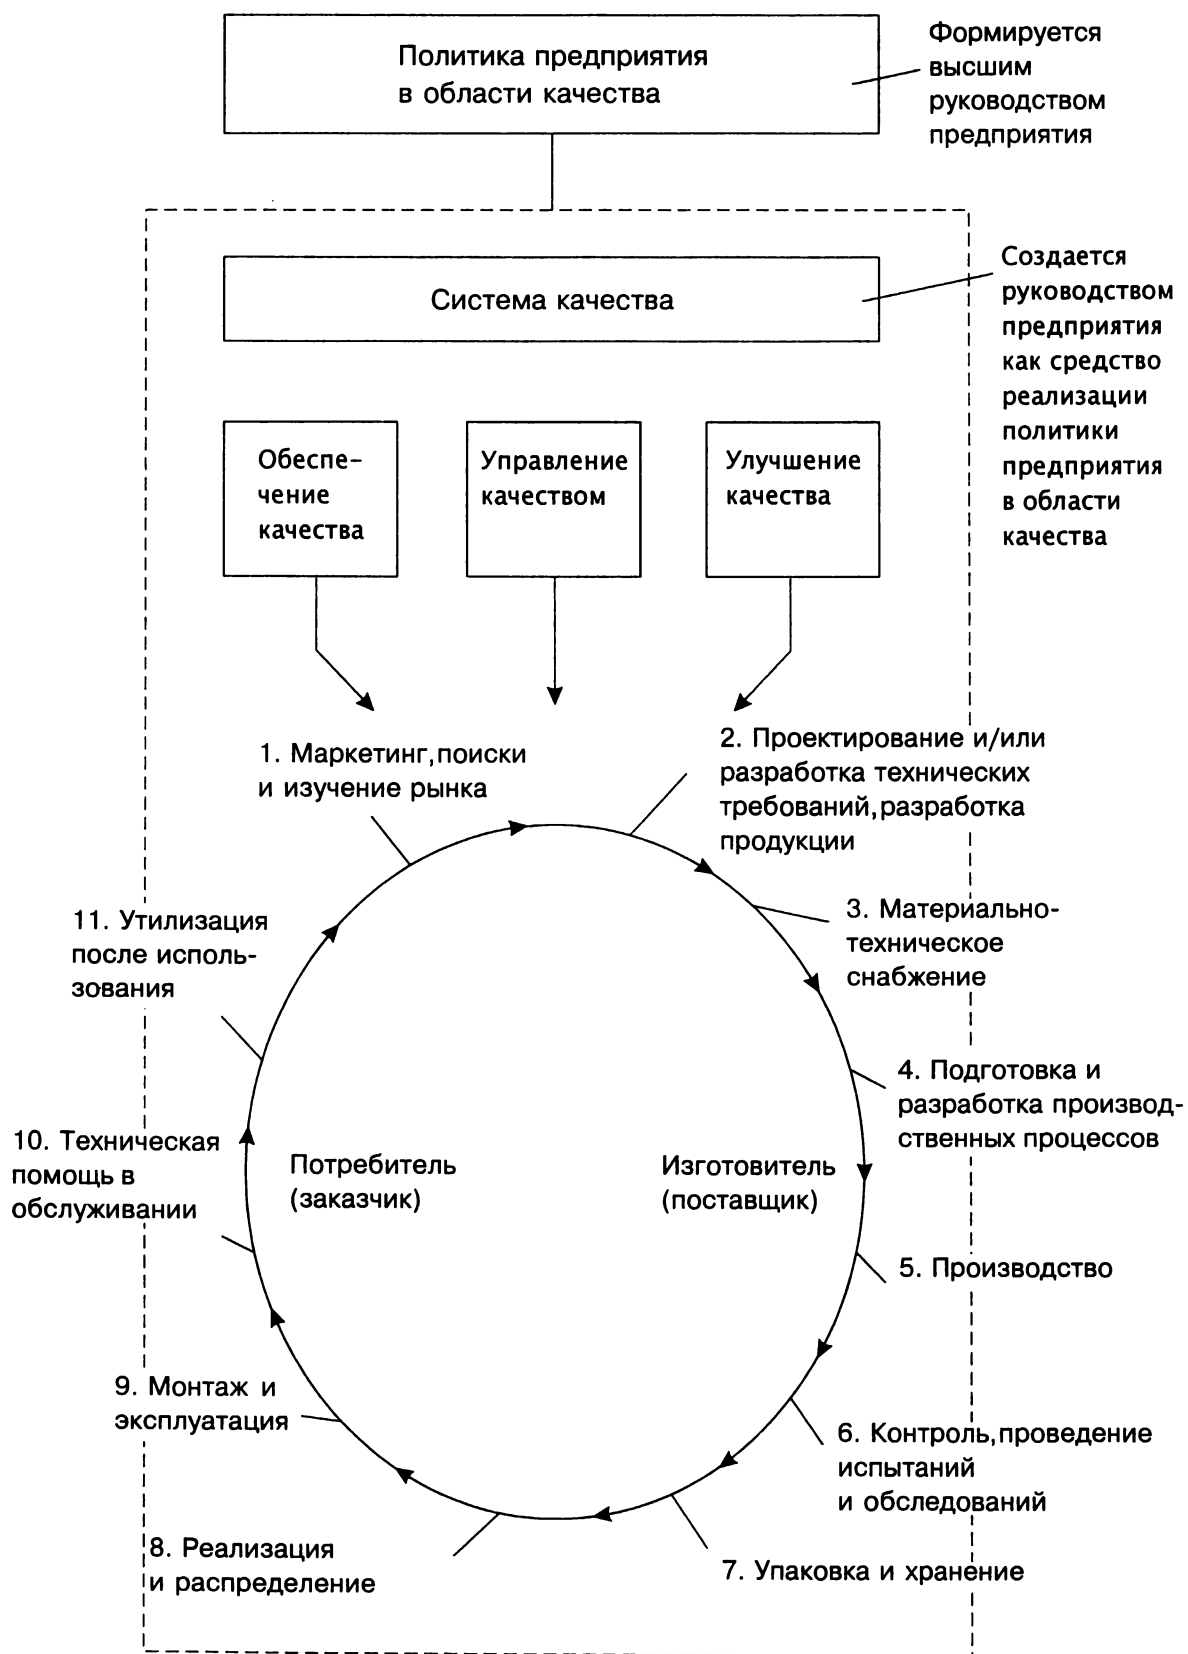 Политика предприятия
в области качества
Формируется
высшим
руководством
предприятия
Система качества
Создается
руководством
предприятия
как средство
реализации
политики
предприятия
в области
качества
Обеспе-
чение
качества
Управление
качеством
Улучшение
качества
1. Маркетинг, поиски
и изучение рынка
2. Проектирование и/или
разработка технических
требований, разработка
продукции
3. Материально-
техническое
снабжение
4. Подготовка и
разработка производ-
ственных процессов
5. Производство
6. Контроль, проведение
испытаний
и обследований
7. Упаковка и хранение
8. Реализация
и распределение
9. Монтаж и
эксплуатация
10. Техническая
помощь в
обслуживании
11. Утилизация
после исполь-
зования
Потребитель
(заказчик)
Изготовитель
(поставщик)